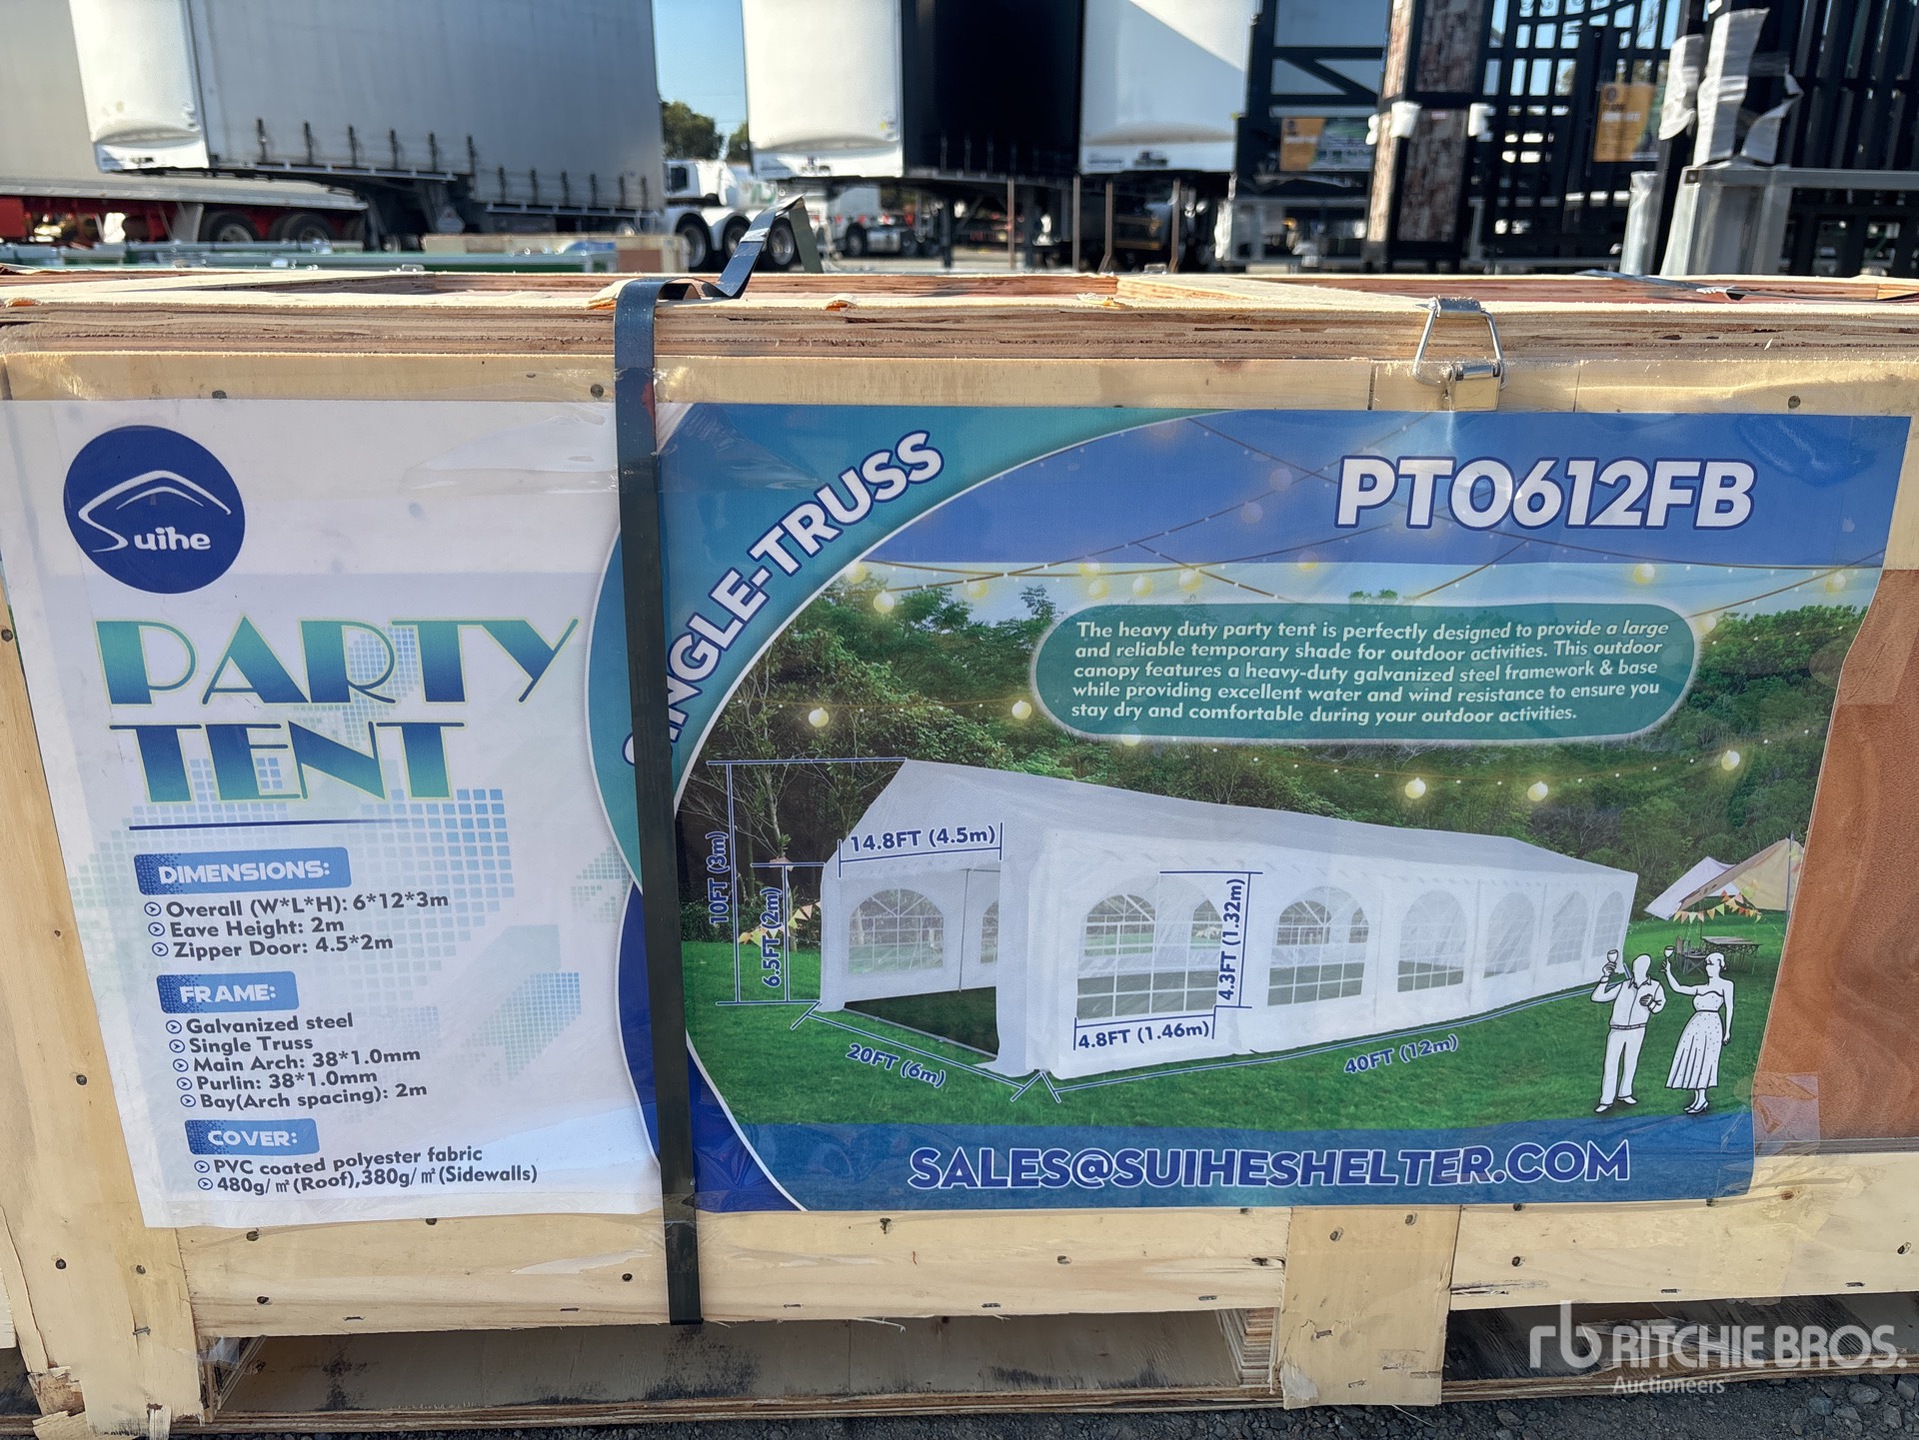 Suihe
PARTY
TENT
DIMENSIONS:
Overall (W*L*H): 6*12*3m
Eave Height: 2m
Zipper Door: 4.5*2m
FRAME:
Galvanized steel
Single Truss
Main Arch: 38*1.0mm
Purlin: 38*1.0mm
Bay(Arch spacing): 2m
COVER:
PVC coated polyester fabric
480g/㎡(Roof),380g/㎡(Sidewalls)
SINGLE-TRUSS
PT0612FB
The heavy duty party tent is perfectly designed to provide a large
and reliable temporary shade for outdoor activities. This outdoor
canopy features a heavy-duty galvanized steel framework & base
while providing excellent water and wind resistance to ensure you
stay dry and comfortable during your outdoor activities.
14.8FT (4.5m)
10FT (3m)
6.5FT (2m)
4.3FT (1.32m)
4.8FT (1.46m)
20FT (6m)
40FT (12m)
SALES@SUIHESHELTER.COM
rb RITCHIE BROS.
Auctioneers